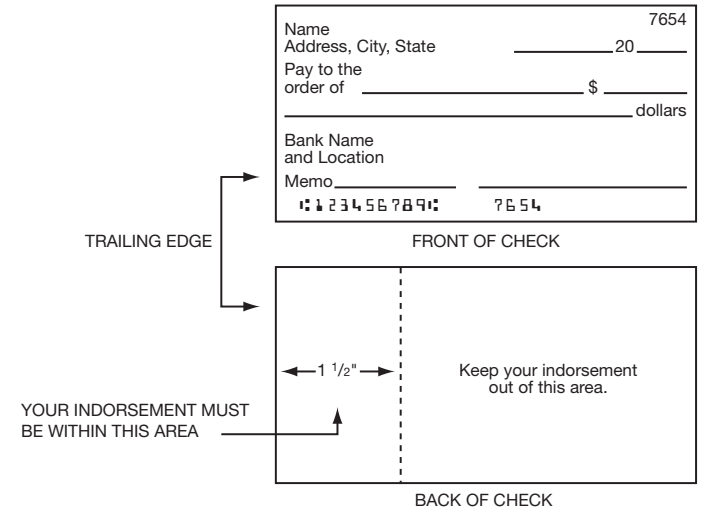 7654
Name
Address, City, State 20
Pay to the
order of $
dollars
Bank Name
and Location
Memo
⑆123456789⑆ 7654
TRAILING EDGE
FRONT OF CHECK
1 1/2"
Keep your indorsement
out of this area.
YOUR INDORSEMENT MUST
BE WITHIN THIS AREA
BACK OF CHECK